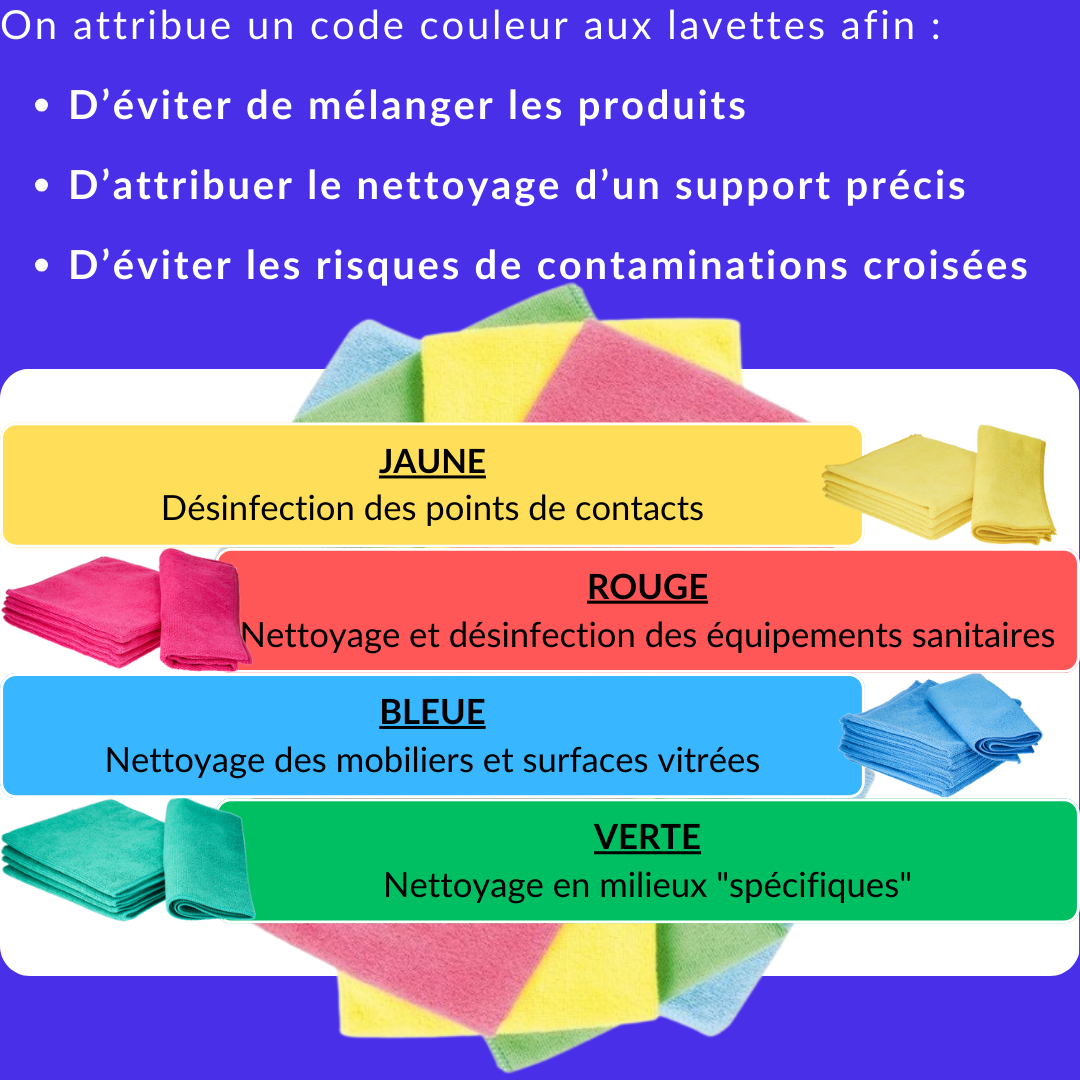 On attribue un code couleur aux lavettes afin :
• D’éviter de mélanger les produits
• D’attribuer le nettoyage d’un support précis
• D’éviter les risques de contaminations croisées
JAUNE
Désinfection des points de contacts
ROUGE
Nettoyage et désinfection des équipements sanitaires
BLEUE
Nettoyage des mobiliers et surfaces vitrées
VERTE
Nettoyage en milieux "spécifiques"